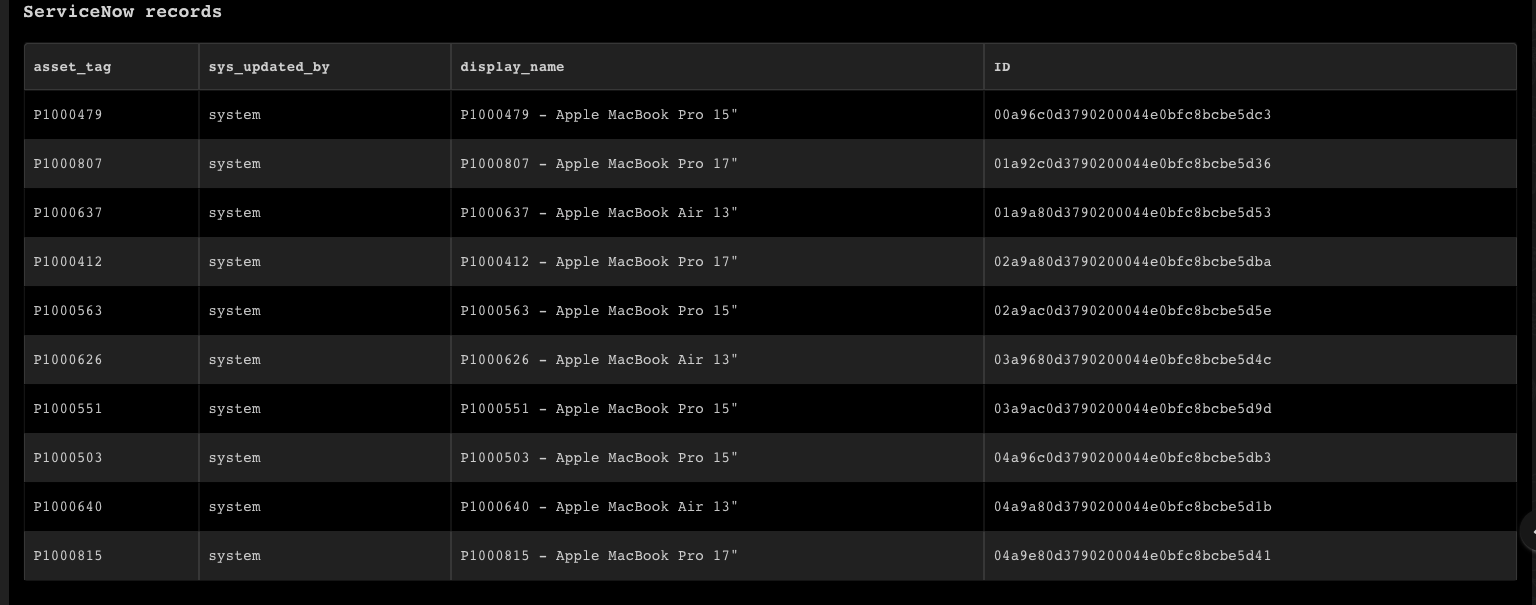 ServiceNow records
asset_tag sys_updated_by display_name ID
P1000479 system P1000479 – Apple MacBook Pro 15" 00a96c0d3790200044e0bfc8bcbe5dc3
P1000807 system P1000807 – Apple MacBook Pro 17" 01a92c0d3790200044e0bfc8bcbe5d36
P1000637 system P1000637 – Apple MacBook Air 13" 01a9a80d3790200044e0bfc8bcbe5d53
P1000412 system P1000412 – Apple MacBook Pro 17" 02a9a80d3790200044e0bfc8bcbe5dba
P1000563 system P1000563 – Apple MacBook Pro 15" 02a9ac0d3790200044e0bfc8bcbe5d5e
P1000626 system P1000626 – Apple MacBook Air 13" 03a9680d3790200044e0bfc8bcbe5d4c
P1000551 system P1000551 – Apple MacBook Pro 15" 03a9ac0d3790200044e0bfc8bcbe5d9d
P1000503 system P1000503 – Apple MacBook Pro 15" 04a96c0d3790200044e0bfc8bcbe5db3
P1000640 system P1000640 – Apple MacBook Air 13" 04a9a80d3790200044e0bfc8bcbe5d1b
P1000815 system P1000815 – Apple MacBook Pro 17" 04a9e80d3790200044e0bfc8bcbe5d41